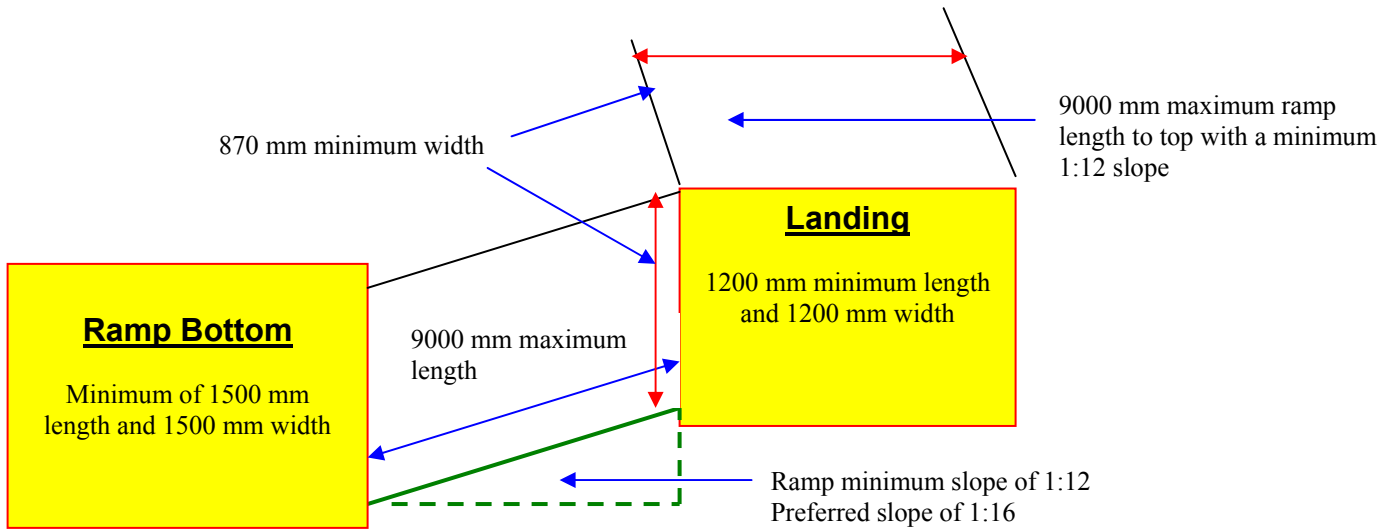 9000 mm maximum ramp
length to top with a minimum
1:12 slope
870 mm minimum width
Landing
1200 mm minimum length
and 1200 mm width
Ramp Bottom
Minimum of 1500 mm
length and 1500 mm width
9000 mm maximum
length
Ramp minimum slope of 1:12
Preferred slope of 1:16